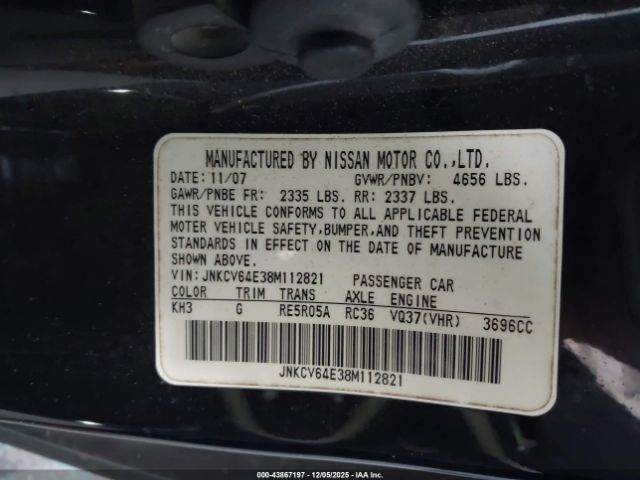 MANUFACTURED BY NISSAN MOTOR CO.,LTD.
DATE: 11/07 GVWR/PNBV: 4656 LBS.
GAWR/PNBE FR: 2335 LBS. RR: 2337 LBS.
THIS VEHICLE CONFORMS TO ALL APPLICABLE FEDERAL
MOTOR VEHICLE SAFETY,BUMPER,AND THEFT PREVENTION
STANDARDS IN EFFECT ON THE DATE OF MANUFACTURE
SHOWN ABOVE.
VIN:JNKCV64E38M112821 PASSENGER CAR
COLOR TRIM TRANS AXLE ENGINE
KH3 G RE5R05A RC36 VQ37(VHR) 3696CC
JNKCV64E38M112821
000-43867197 - 12/05/2025 - IAA Inc.